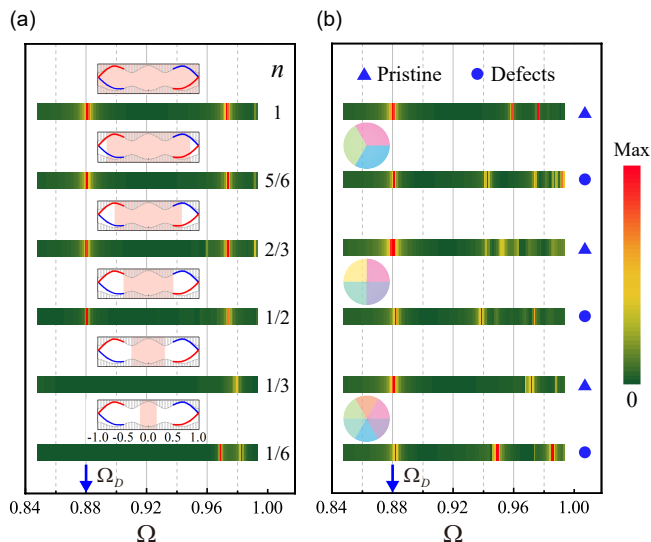 (a)
(b)
n
Pristine Defects
1
5/6
2/3
1/2
1/3
-1.0 -0.5 0.0 0.5 1.0
1/6
Ω_D
Ω_D
0.84 0.88 0.92 0.96 1.00
0.84 0.88 0.92 0.96 1.00
Ω
Ω
Max
0